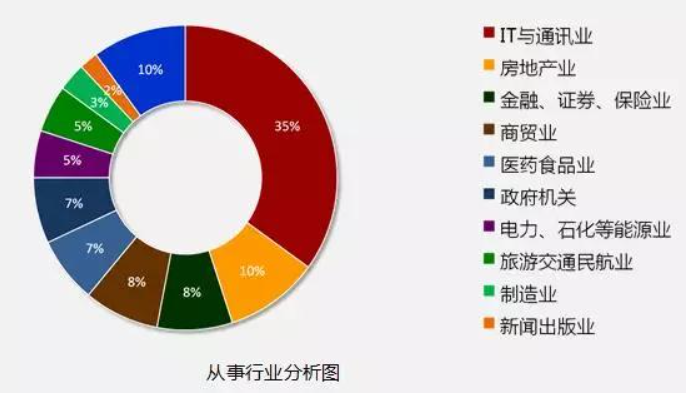 35%
10%
8%
8%
7%
7%
5%
5%
3%
2%
10%
IT与通讯业
房地产业
金融、证券、保险业
商贸业
医药食品业
政府机关
电力、石化等能源业
旅游交通民航业
制造业
新闻出版业
从事行业分析图